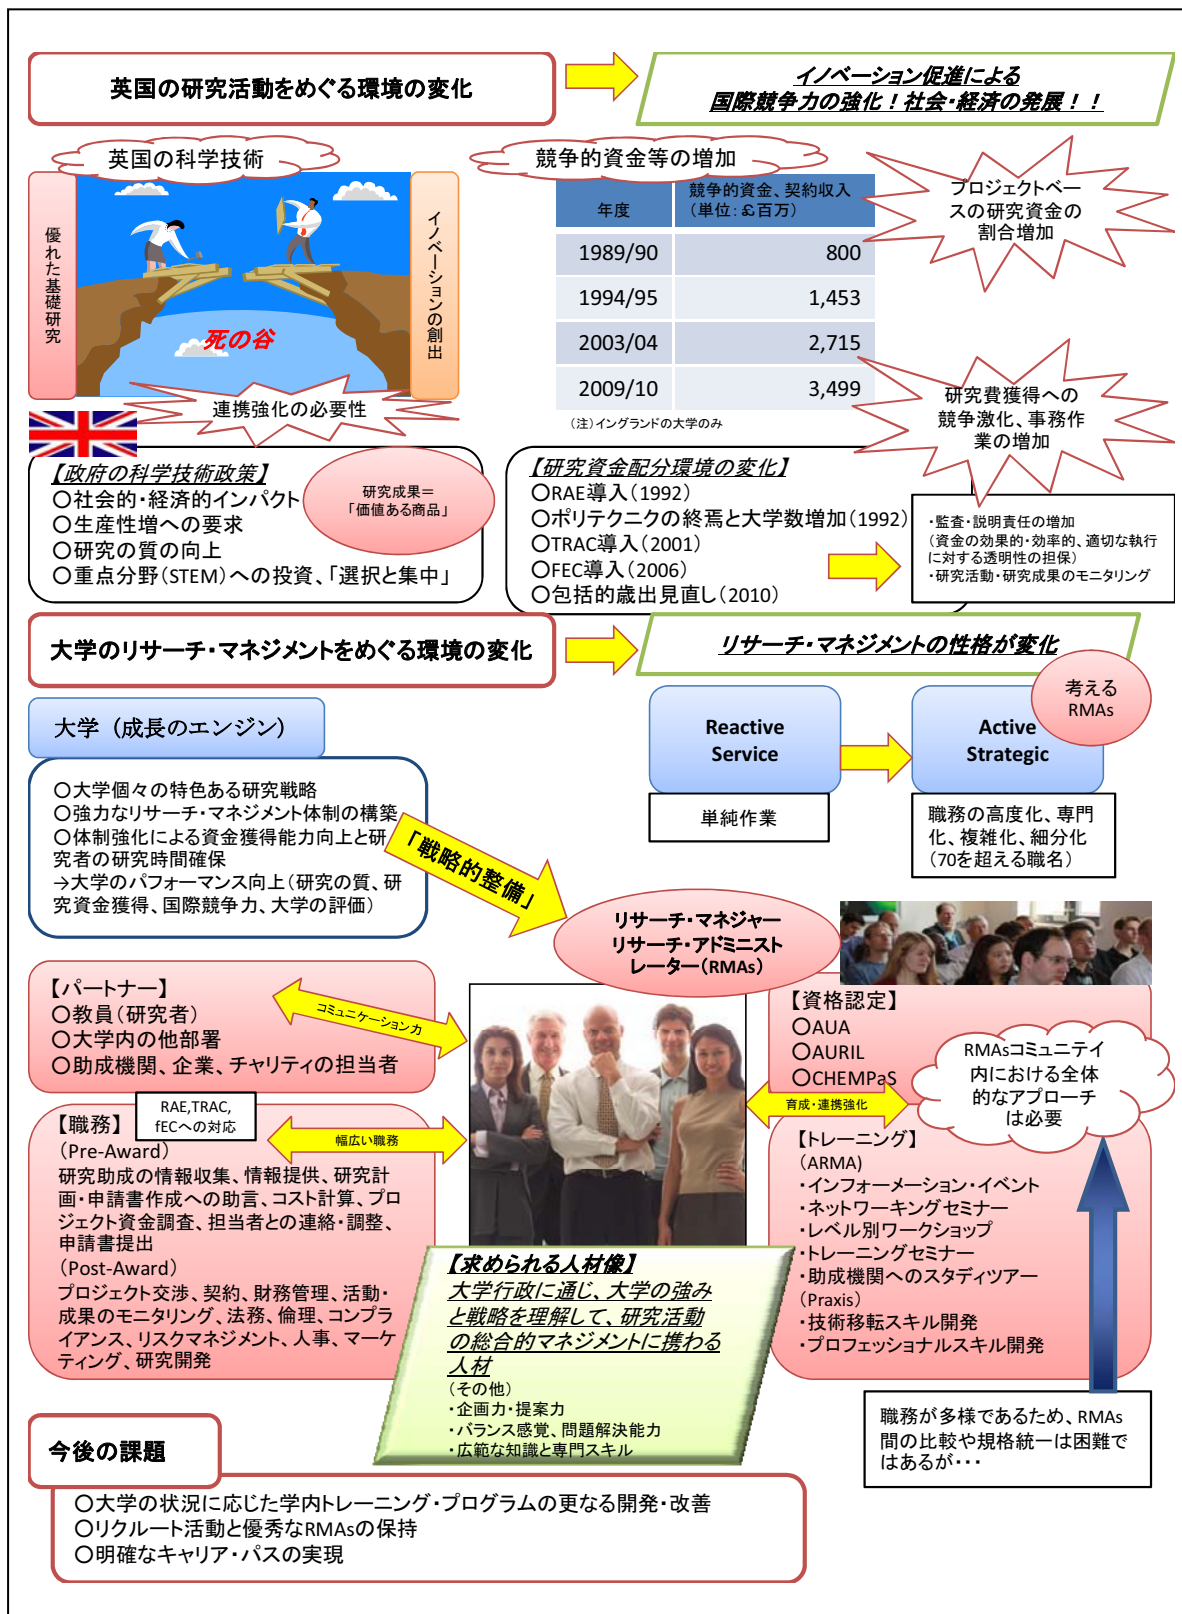 英国の研究活動をめぐる環境の変化
イノベーション促進による
国際競争力の強化！社会・経済の発展！！
英国の科学技術
優れた基礎研究
イノベーションの創出
死の谷
連携強化の必要性
競争的資金等の増加
年度
競争的資金、契約収入
（単位：£百万）
1989/90 800
1994/95 1,453
2003/04 2,715
2009/10 3,499
（注）イングランドの大学のみ
プロジェクトベー
スの研究資金の
割合増加
研究費獲得への
競争激化、事務作
業の増加
【政府の科学技術政策】
○社会的・経済的インパクト
○生産性増への要求
○研究の質の向上
○重点分野（STEM）への投資、「選択と集中」
研究成果＝
「価値ある商品」
【研究資金配分環境の変化】
○RAE導入（1992）
○ポリテクニクの終焉と大学数増加（1992）
○TRAC導入（2001）
○FEC導入（2006）
○包括的歳出見直し（2010）
・監査・説明責任の増加
（資金の効果的・効率的、適切な執行
に対する透明性の担保）
・研究活動・研究成果のモニタリング
大学のリサーチ・マネジメントをめぐる環境の変化
リサーチ・マネジメントの性格が変化
大学（成長のエンジン）
○大学個々の特色ある研究戦略
○強力なリサーチ・マネジメント体制の構築
○体制強化による資金獲得能力向上と研
究者の研究時間確保
→大学のパフォーマンス向上（研究の質、研
究資金獲得、国際競争力、大学の評価）
「戦略的整備」
Reactive
Service
単純作業
Active
Strategic
考える
RMAs
職務の高度化、専門
化、複雑化、細分化
（70を超える職名）
リサーチ・マネジャー
リサーチ・アドミニスト
レーター（RMAs）
【パートナー】
○教員（研究者）
○大学内の他部署
○助成機関、企業、チャリティの担当者
コミュニケーション力
【職務】
RAE,TRAC,
fECへの対応
幅広い職務
(Pre-Award)
研究助成の情報収集、情報提供、研究計
画・申請書作成への助言、コスト計算、プロ
ジェクト資金調査、担当者との連絡・調整、
申請書提出
(Post-Award)
プロジェクト交渉、契約、財務管理、活動・
成果のモニタリング、法務、倫理、コンプラ
イアンス、リスクマネジメント、人事、マーケ
ティング、研究開発
【資格認定】
○AUA
○AURIL
○CHEMPaS
育成・連携強化
RMAsコミュニテイ
内における全体
的なアプローチ
は必要
【トレーニング】
(ARMA)
・インフォーメーション・イベント
・ネットワーキングセミナー
・レベル別ワークショップ
・トレーニングセミナー
・助成機関へのスタディツアー
(Praxis)
・技術移転スキル開発
・プロフェッショナルスキル開発
【求められる人材像】
大学行政に通じ、大学の強み
と戦略を理解して、研究活動
の総合的マネジメントに携わる
人材
（その他）
・企画力・提案力
・バランス感覚、問題解決能力
・広範な知識と専門スキル
職務が多様であるため、RMAs
間の比較や規格統一は困難で
はあるが・・・
今後の課題
○大学の状況に応じた学内トレーニング・プログラムの更なる開発・改善
○リクルート活動と優秀なRMAsの保持
○明確なキャリア・パスの実現